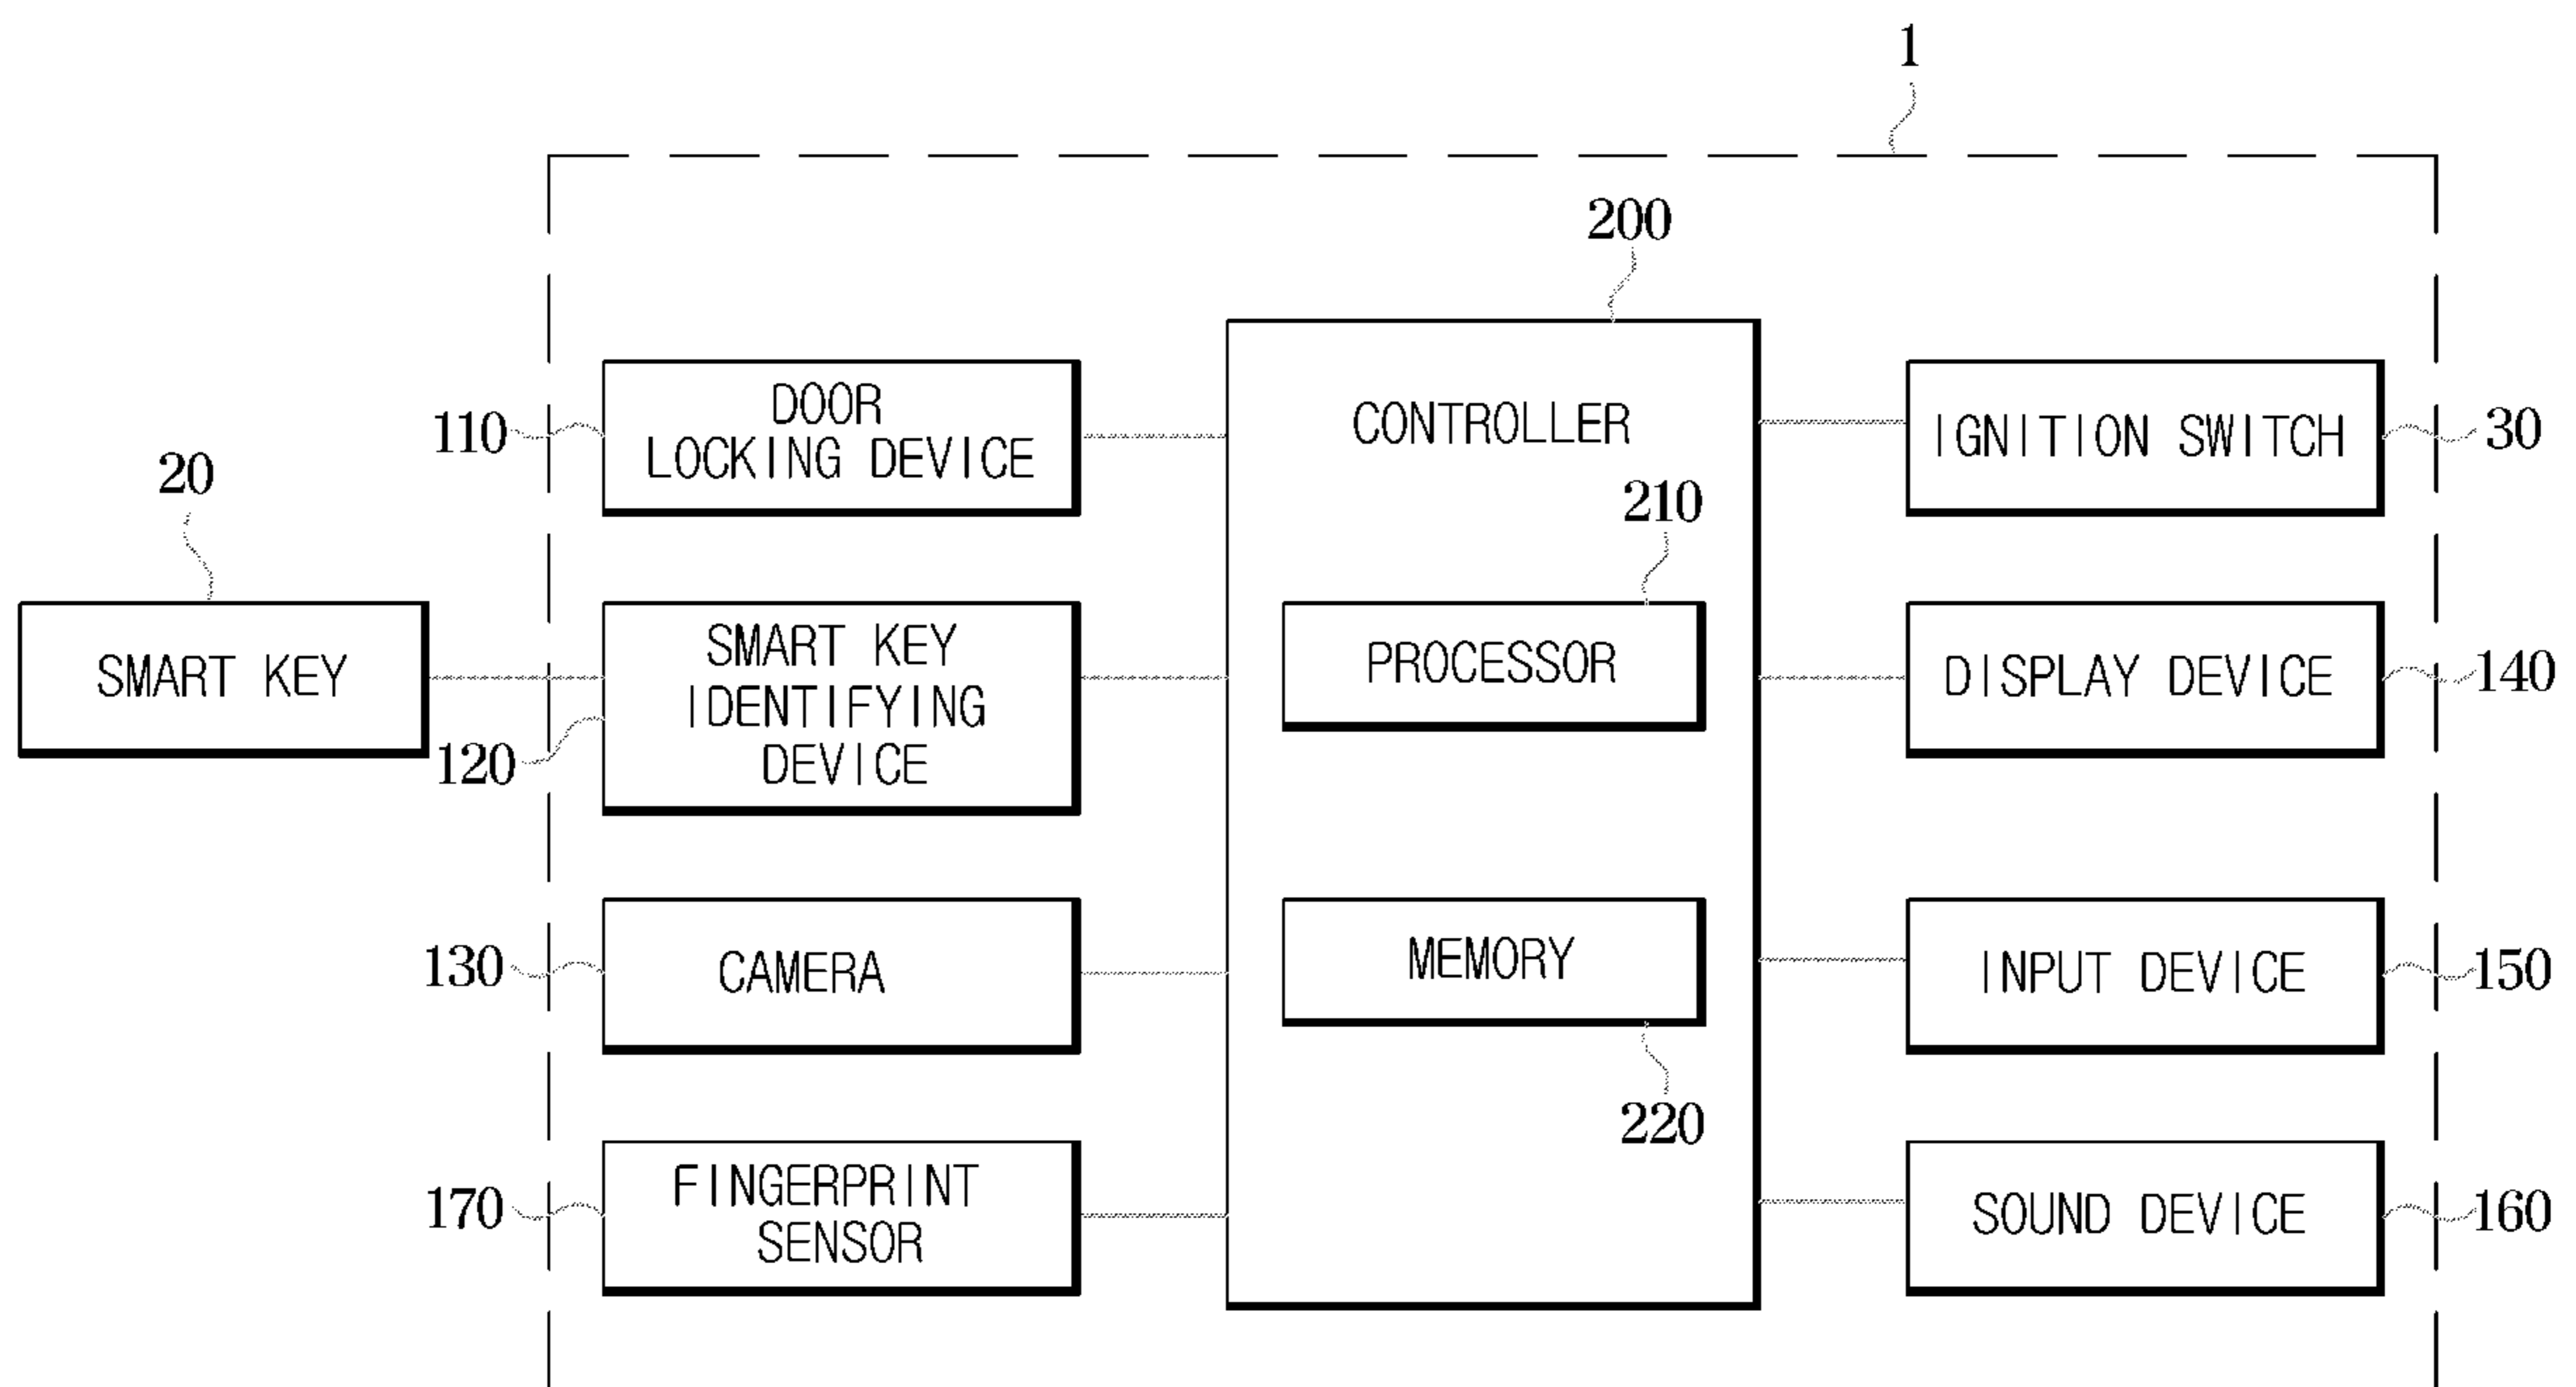 1
200
DOOR
LOCKING DEVICE
110
CONTROLLER
IGNITION SWITCH
30
20
210
SMART KEY
SMART KEY
IDENTIFYING
DEVICE
120
PROCESSOR
DISPLAY DEVICE
140
130
CAMERA
MEMORY
INPUT DEVICE
150
220
170
FINGERPRINT
SENSOR
SOUND DEVICE
160